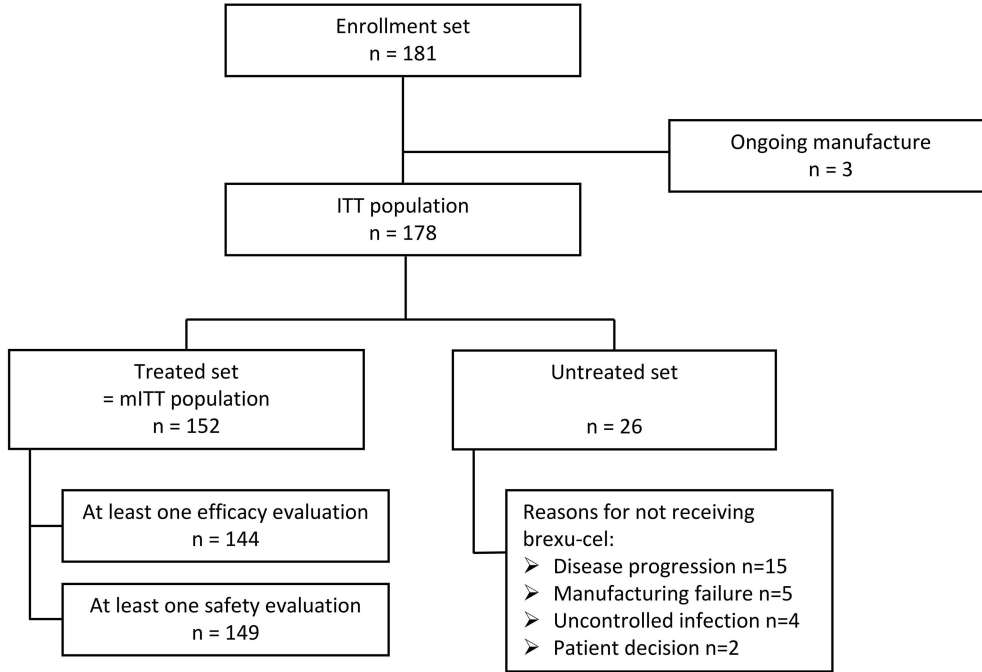 Enrollment set
n = 181
Ongoing manufacture
n = 3
ITT population
n = 178
Treated set
= mITT population
n = 152
Untreated set
n = 26
At least one efficacy evaluation
n = 144
At least one safety evaluation
n = 149
Reasons for not receiving
brexu-cel:
➢ Disease progression n=15
➢ Manufacturing failure n=5
➢ Uncontrolled infection n=4
➢ Patient decision n=2